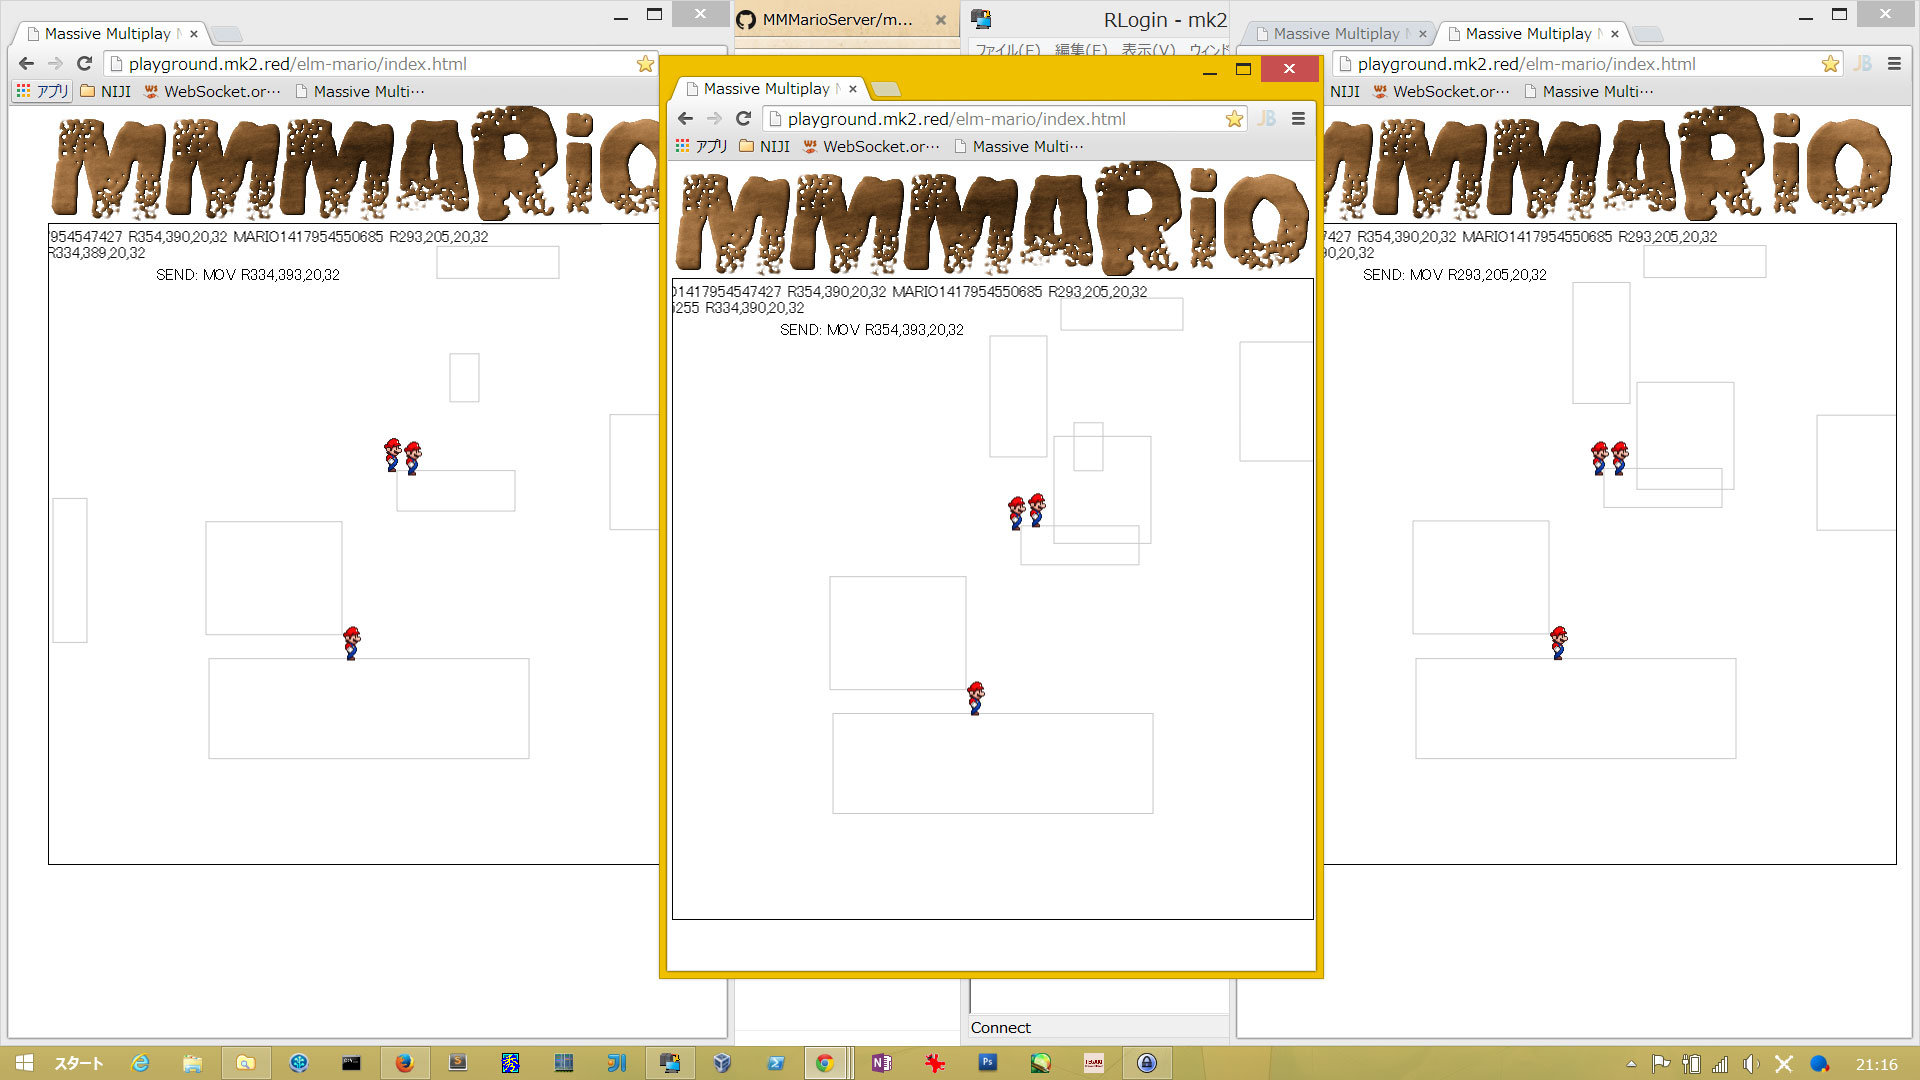 Massive Multiplay
playground.mk2.red/elm-mario/index.html
アプリ NIJI WebSocket.or… Massive Multi…
MMMARiO
954547427 R354,390,20,32 MARIO1417954550685 R293,205,20,32
R334,389,20,32
SEND: MOV R334,393,20,32
MMMarioServer/m...
RLogin - mk2
ファイル(F) 編集(E) 表示(V) ウィンド
Massive Multiplay
playground.mk2.red/elm-mario/index.html
アプリ NIJI WebSocket.or… Massive Multi…
MMMARiO
1417954547427 R354,390,20,32 MARIO1417954550685 R293,205,20,32
255 R334,390,20,32
SEND: MOV R354,393,20,32
Connect
Massive Multiplay Massive Multiplay
playground.mk2.red/elm-mario/index.html
NIJI WebSocket.or… Massive Multi…
MMMARiO
427 R354,390,20,32 MARIO1417954550685 R293,205,20,32
90,20,32
SEND: MOV R293,205,20,32
スタート
21:16